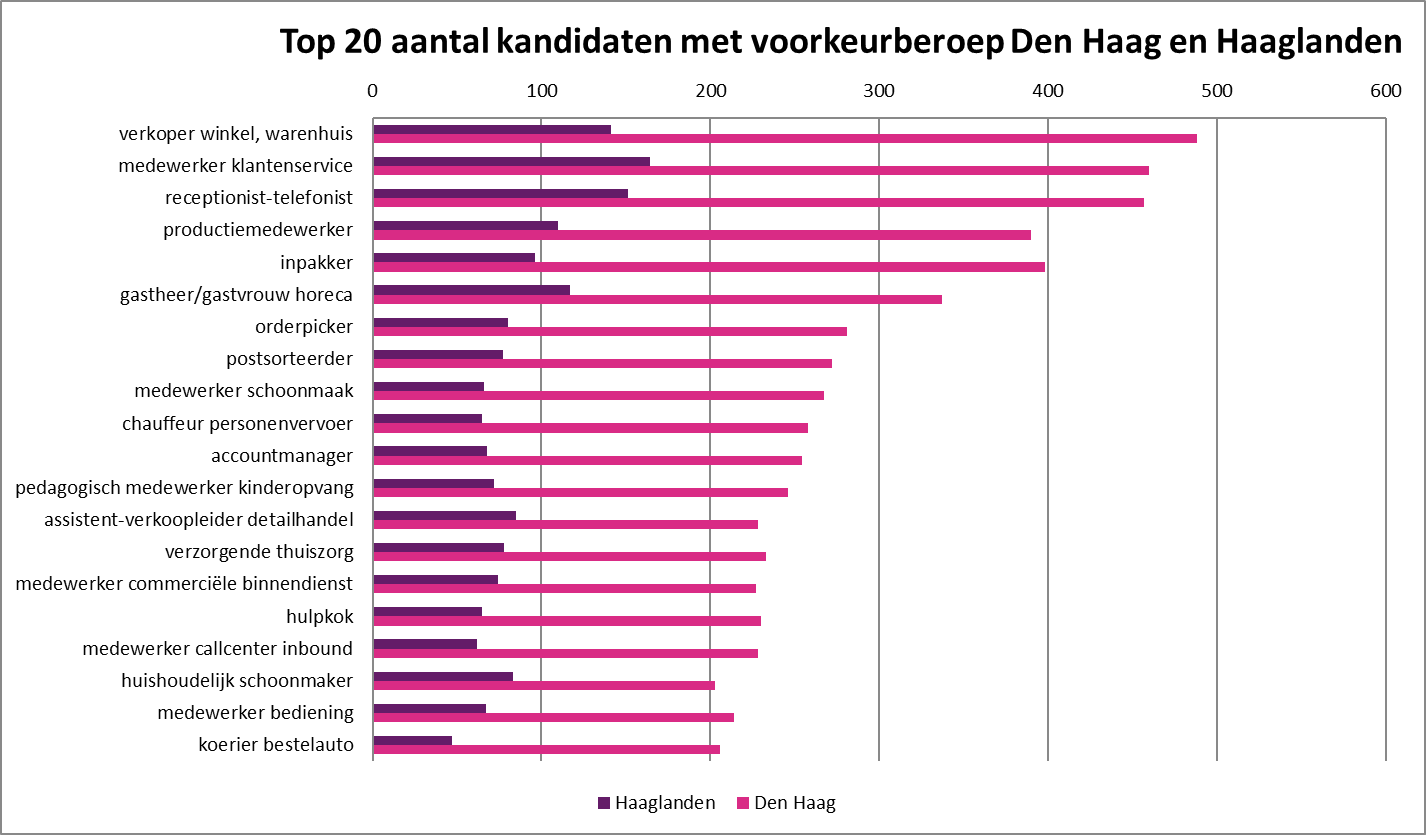 Top 20 aantal kandidaten met voorkeurberoep Den Haag en Haaglanden
0 100 200 300 400 500 600
verkoper winkel, warenhuis
medewerker klantenservice
receptionist-telefonist
productiemedewerker
inpakker
gastheer/gastvrouw horeca
orderpicker
postsorteerder
medewerker schoonmaak
chauffeur personenvervoer
accountmanager
pedagogisch medewerker kinderopvang
assistent-verkoopleider detailhandel
verzorgende thuiszorg
medewerker commerciële binnendienst
hulpkok
medewerker callcenter inbound
huishoudelijk schoonmaker
medewerker bediening
koerier bestelauto
Haaglanden Den Haag